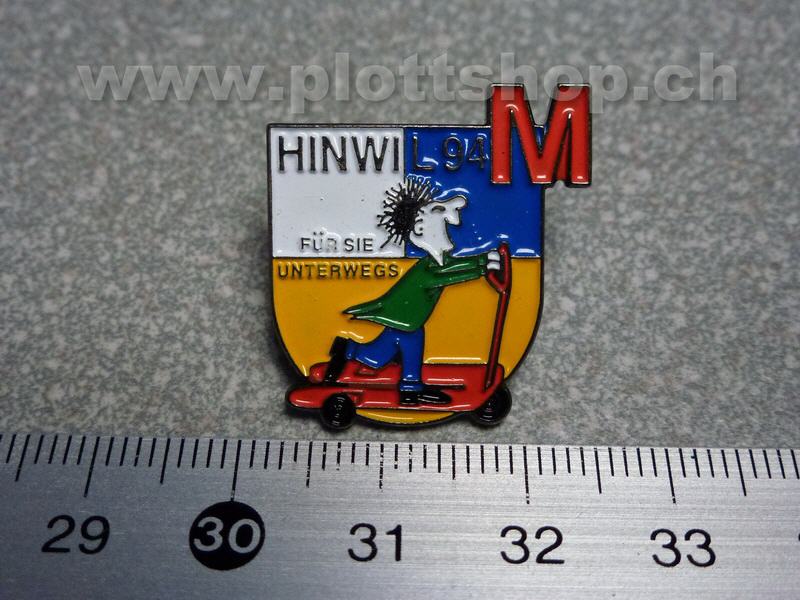 www.plottshop.ch
HINWIL 94 M
FÜR SIE
UNTERWEGS
29 30 31 32 33